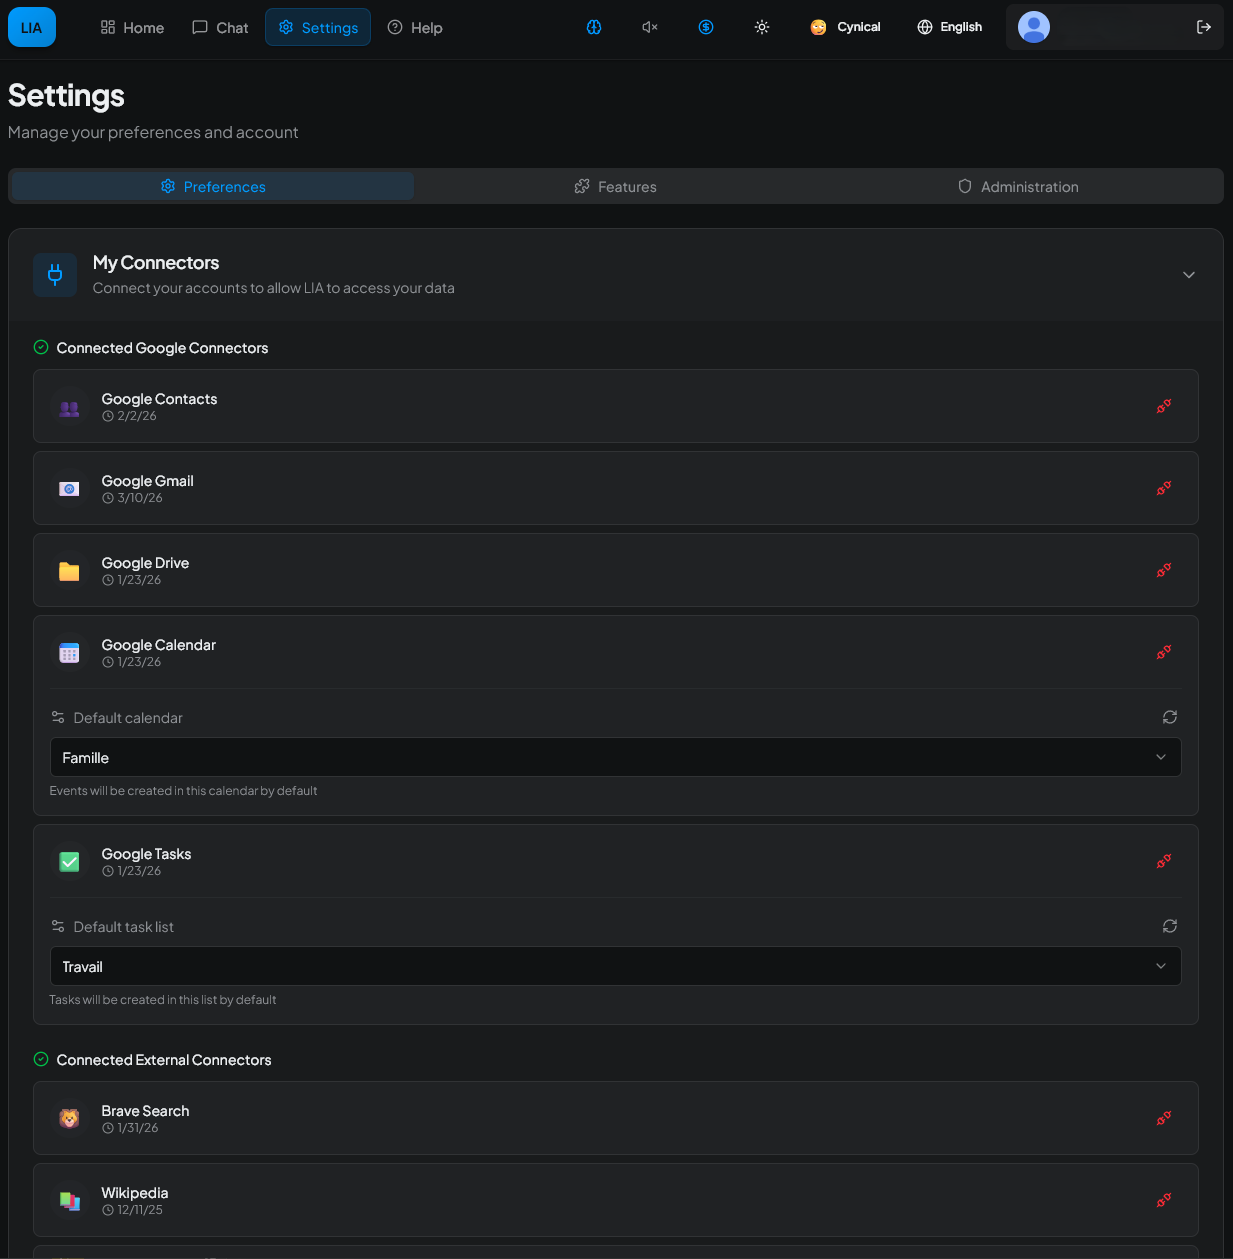 LIA
Home
Chat
Settings
Help
Cynical
English
Settings
Manage your preferences and account
Preferences
Features
Administration
My Connectors
Connect your accounts to allow LIA to access your data
Connected Google Connectors
Google Contacts
2/2/26
Google Gmail
3/10/26
Google Drive
1/23/26
Google Calendar
1/23/26
Default calendar
Famille
Events will be created in this calendar by default
Google Tasks
1/23/26
Default task list
Travail
Tasks will be created in this list by default
Connected External Connectors
Brave Search
1/31/26
Wikipedia
12/11/25